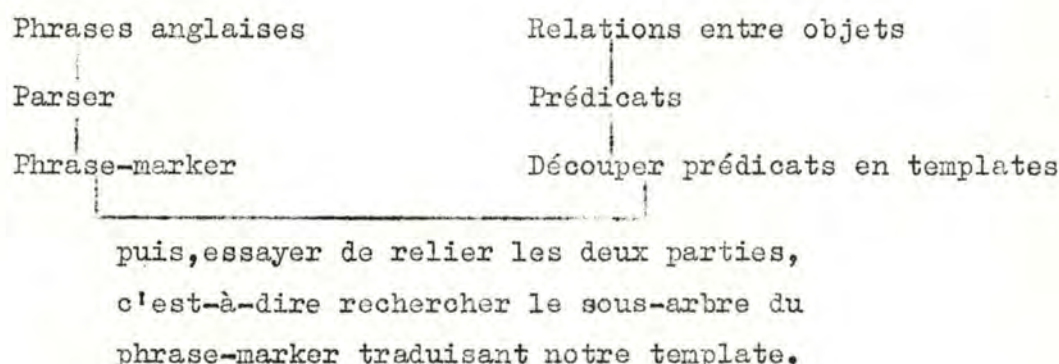 Phrases anglaises Relations entre objets
Parser Prédicats
Phrase-marker Découper prédicats en templates
puis,essayer de relier les deux parties,
c'est-à-dire rechercher le sous-arbre du
phrase-marker traduisant notre template.